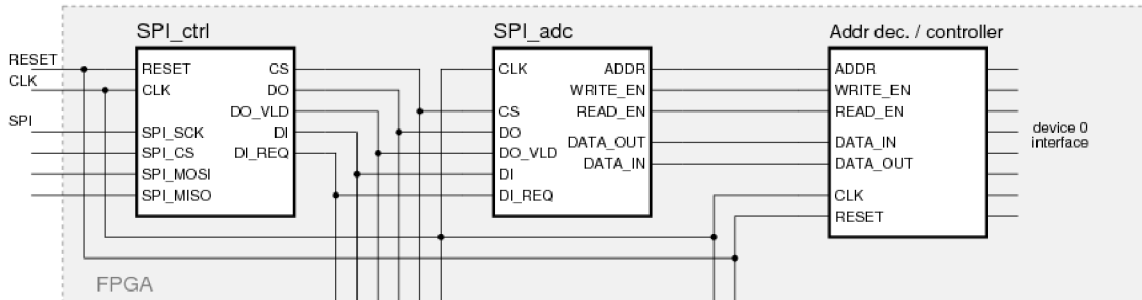 SPI_ctrl
SPI_adc
Addr dec. / controller
RESET
CLK
SPI
RESET
CLK
SPI_SCK
SPI_CS
SPI_MOSI
SPI_MISO
CS
DO
DO_VLD
DI
DI_REQ
CLK
CS
DO
DO_VLD
DI
DI_REQ
ADDR
WRITE_EN
READ_EN
DATA_OUT
DATA_IN
ADDR
WRITE_EN
READ_EN
DATA_IN
DATA_OUT
CLK
RESET
device 0
interface
FPGA